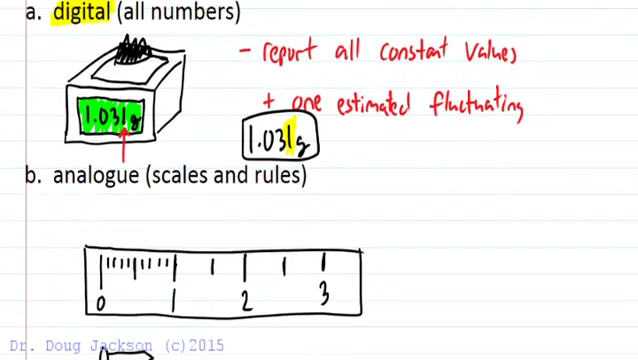 a. digital (all numbers)
- report all constant values
+ one estimated fluctuating
1.031g
1.031g
b. analogue (scales and rules)
0 1 2 3
Dr. Doug Jackson (c)2015